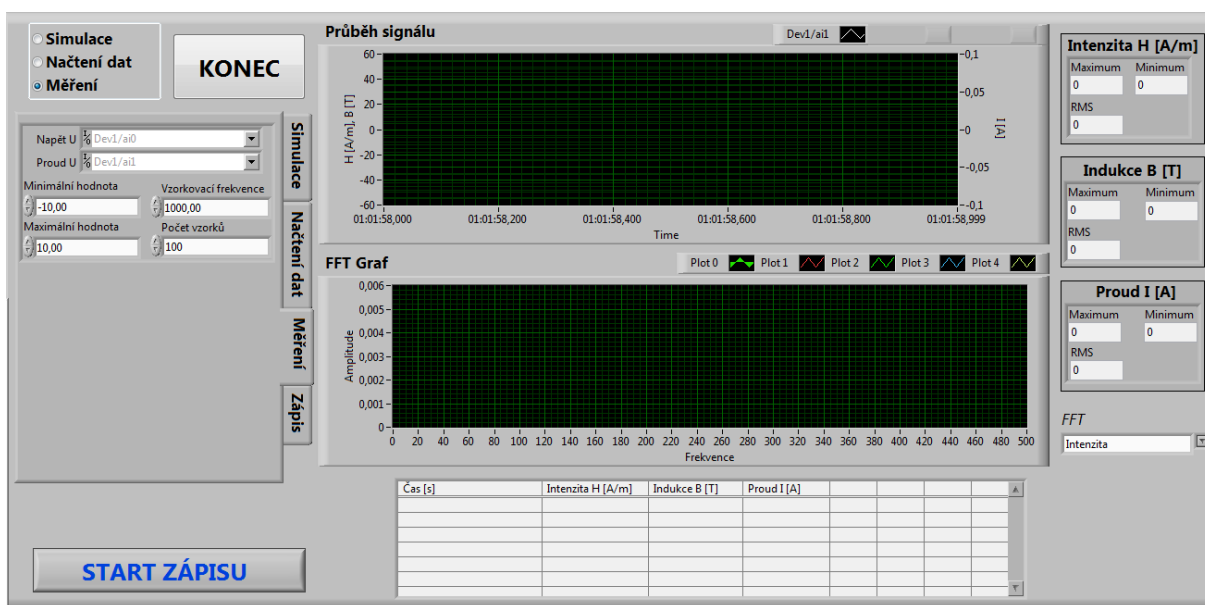 Simulace
Načtení dat
Měření
KONEC
Napět U Dev1/ai0
Proud U Dev1/ai1
Minimální hodnota
Vzorkovací frekvence
-10,00
1000,00
Maximální hodnota
Počet vzorků
10,00
100
Simulace
Načtení dat
Měření
Zápis
START ZÁPISU
Průběh signálu
Dev1/ai1
H [A/m], B [T]
60
40
20
0
-20
-40
-60
I [A]
0,1
0,05
0
-0,05
-0,1
01:01:58,000 01:01:58,200 01:01:58,400 01:01:58,600 01:01:58,800 01:01:58,999
Time
FFT Graf
Plot 0 Plot 1 Plot 2 Plot 3 Plot 4
Amplitude
0,006
0,005
0,004
0,003
0,002
0,001
0
0 20 40 60 80 100 120 140 160 180 200 220 240 260 280 300 320 340 360 380 400 420 440 460 480 500
Frekvence
Čas [s] Intenzita H [A/m] Indukce B [T] Proud I [A]
Intenzita H [A/m]
Maximum Minimum
0 0
RMS
0
Indukce B [T]
Maximum Minimum
0 0
RMS
0
Proud I [A]
Maximum Minimum
0 0
RMS
0
FFT
Intenzita